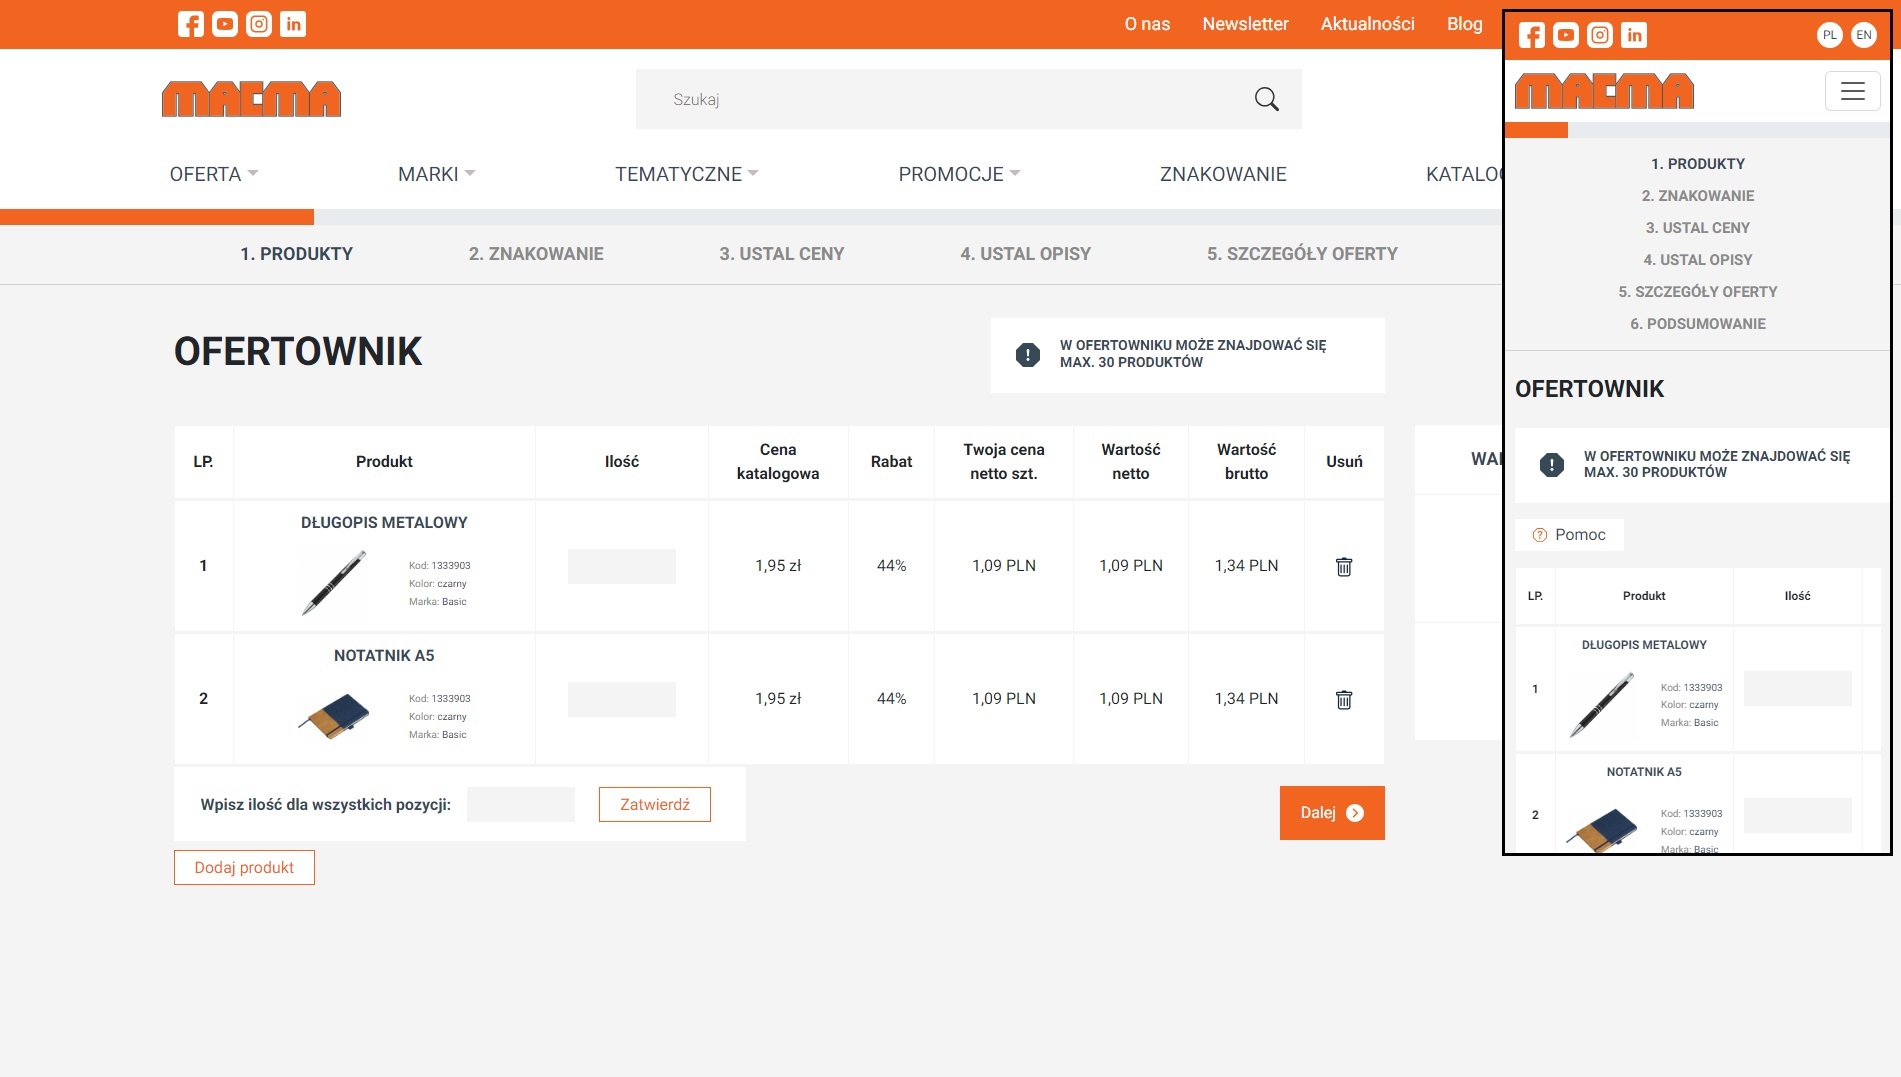 O nas Newsletter Aktualności Blog
MACMA
Szukaj
OFERTA MARKI TEMATYCZNE PROMOCJE ZNAKOWANIE
1. PRODUKTY 2. ZNAKOWANIE 3. USTAL CENY 4. USTAL OPISY 5. SZCZEGÓŁY OFERTY
OFERTOWNIK
W OFERTOWNIKU MOŻE ZNAJDOWAĆ SIĘ
MAX. 30 PRODUKTÓW
LP. Produkt Ilość Cena katalogowa Rabat Twoja cena netto szt. Wartość netto Wartość brutto Usuń
DŁUGOPIS METALOWY
1 1,95 zł 44% 1,09 PLN 1,09 PLN 1,34 PLN
Kod: 1333903
Kolor: czarny
Marka: Basic
NOTATNIK A5
2 1,95 zł 44% 1,09 PLN 1,09 PLN 1,34 PLN
Kod: 1333903
Kolor: czarny
Marka: Basic
Wpisz ilość dla wszystkich pozycji: Zatwierdź
Dalej
Dodaj produkt
PL EN
MACMA
1. PRODUKTY
2. ZNAKOWANIE
3. USTAL CENY
4. USTAL OPISY
5. SZCZEGÓŁY OFERTY
6. PODSUMOWANIE
OFERTOWNIK
W OFERTOWNIKU MOŻE ZNAJDOWAĆ SIĘ
MAX. 30 PRODUKTÓW
Pomoc
LP. Produkt Ilość
DŁUGOPIS METALOWY
1
Kod: 1333903
Kolor: czarny
Marka: Basic
NOTATNIK A5
2
Kod: 1333903
Kolor: czarny
Marka: Basic